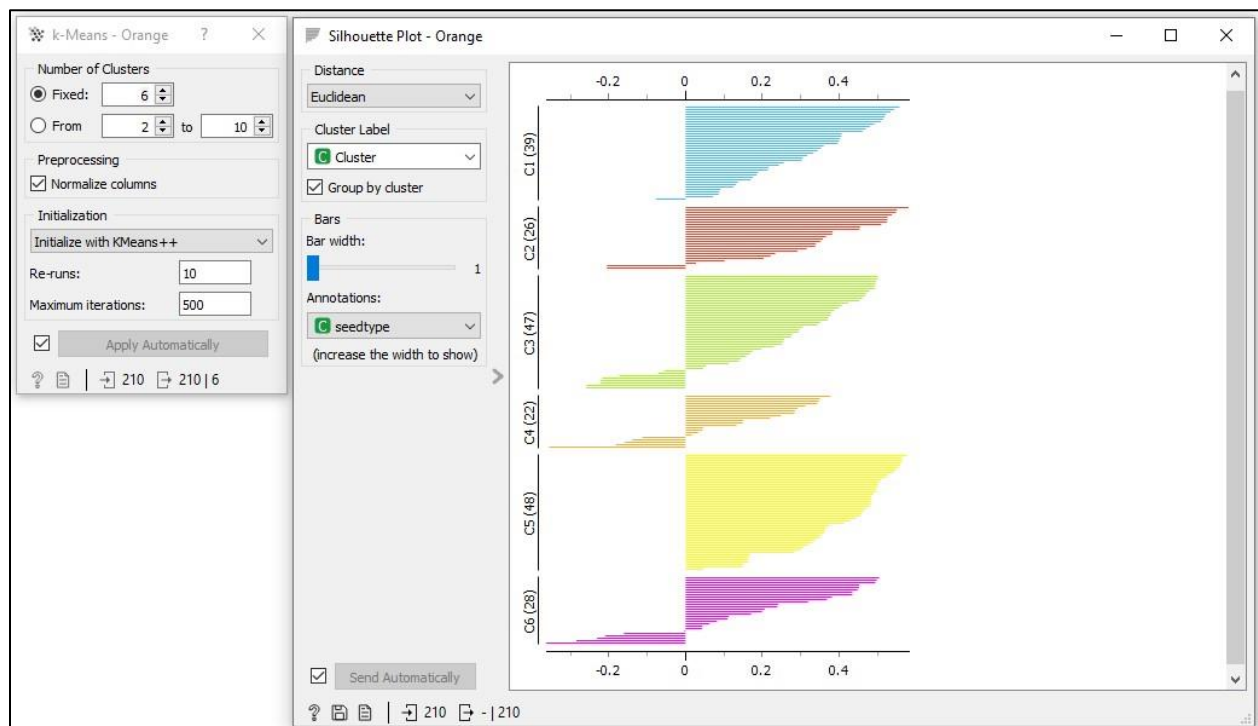 k-Means - Orange ? ×
Number of Clusters
Fixed: 6
From 2 to 10
Preprocessing
Normalize columns
Initialization
Initialize with KMeans++
Re-runs: 10
Maximum iterations: 500
Apply Automatically
? 210 210 | 6
Silhouette Plot - Orange
Distance
Euclidean
Cluster Label
C Cluster
Group by cluster
Bars
Bar width:
1
Annotations:
C seedtype
(increase the width to show)
Send Automatically
? 210 - | 210
-0.2 0 0.2 0.4
C1 (39)
C2 (26)
C3 (47)
C4 (22)
C5 (48)
C6 (28)
-0.2 0 0.2 0.4